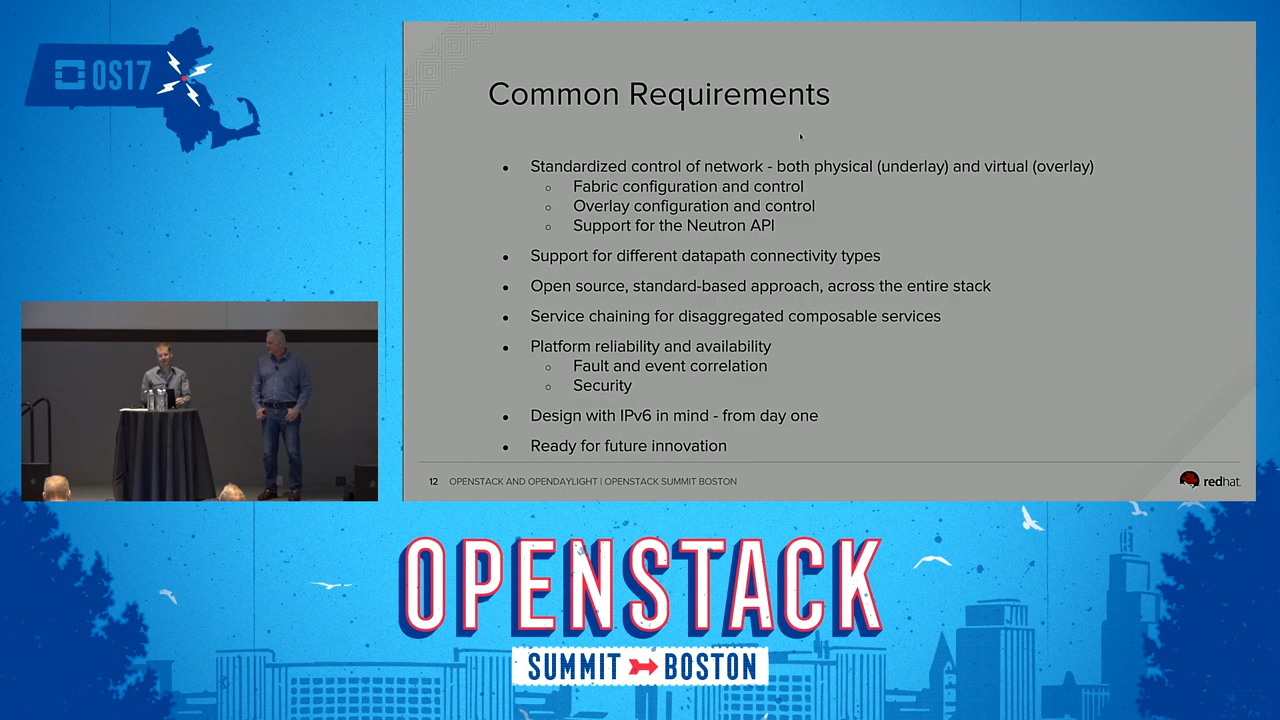 OS17
Common Requirements
● Standardized control of network - both physical (underlay) and virtual (overlay)
○ Fabric configuration and control
○ Overlay configuration and control
○ Support for the Neutron API
● Support for different datapath connectivity types
● Open source, standard-based approach, across the entire stack
● Service chaining for disaggregated composable services
● Platform reliability and availability
○ Fault and event correlation
○ Security
● Design with IPv6 in mind - from day one
● Ready for future innovation
12 OPENSTACK AND OPENDAYLIGHT | OPENSTACK SUMMIT BOSTON
redhat.
OPENSTACK
SUMMIT BOSTON